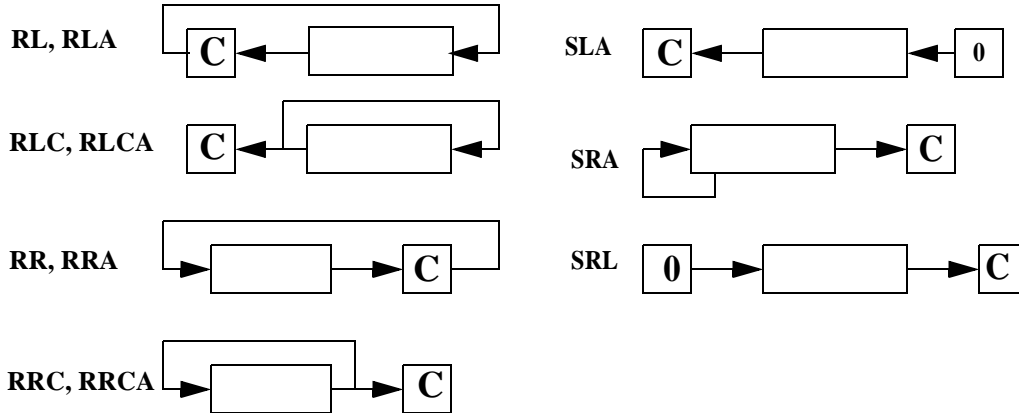 RL, RLA C
SLA C 0
RLC, RLCA C
SRA C
RR, RRA C
SRL 0 C
RRC, RRCA C